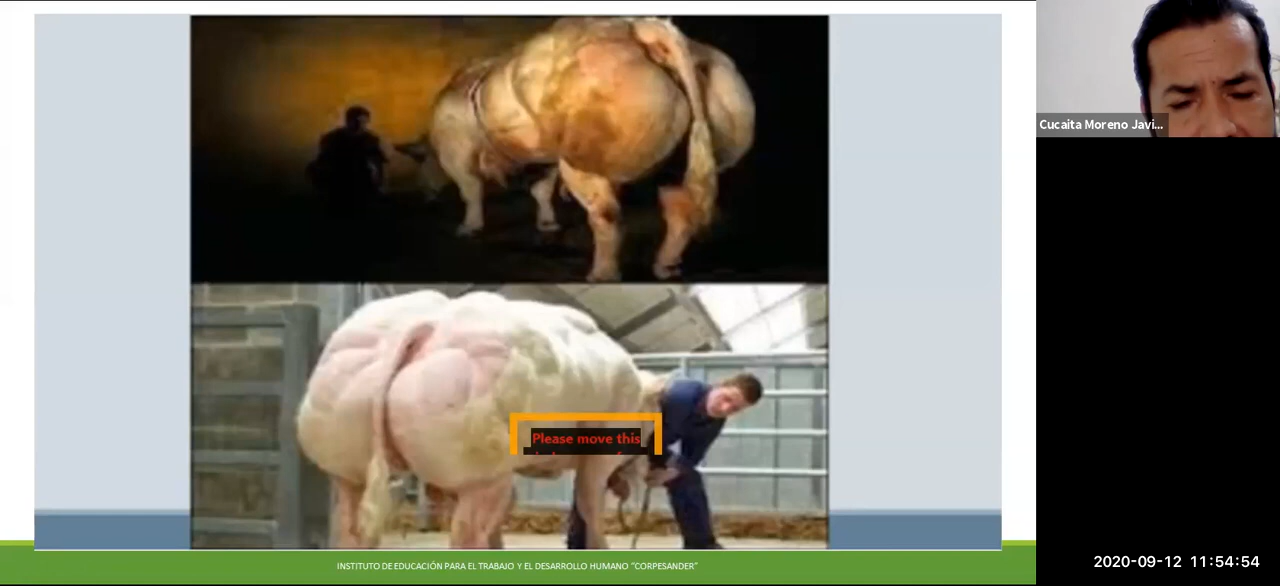 Cucaita Moreno Javi...
Please move this
INSTITUTO DE EDUCACIÓN PARA EL TRABAJO Y EL DESARROLLO HUMANO “CORPESANDER”
2020-09-12 11:54:54